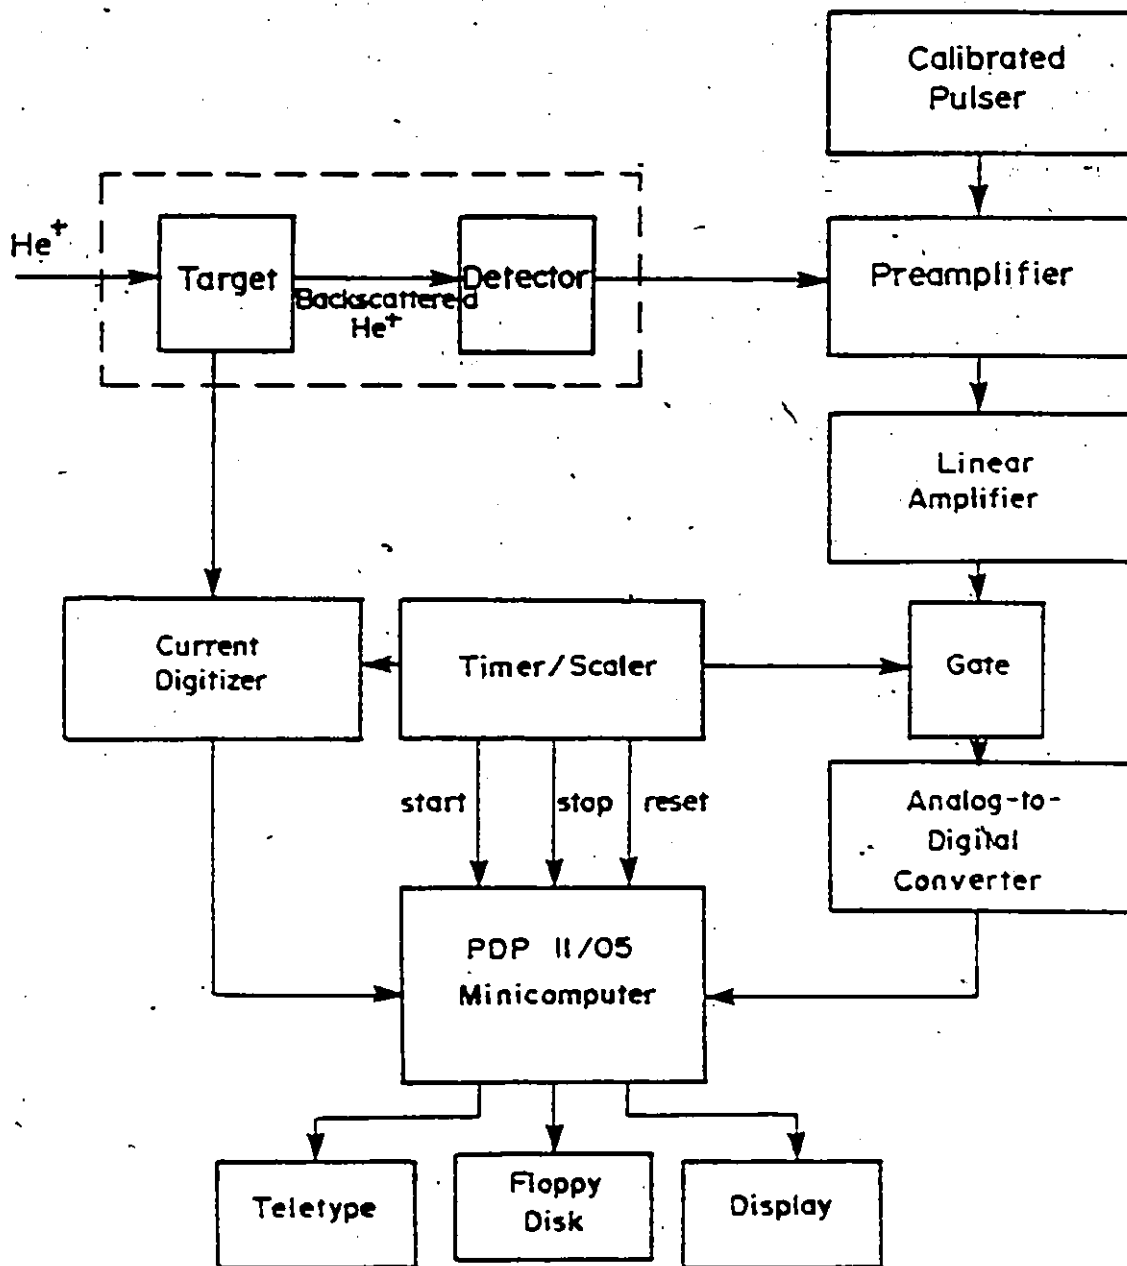 Calibrated
Pulser
He+
Target
Backscattered
He+
Detector
Preamplifier
Linear
Amplifier
Current
Digitizer
Timer/Scaler
Gate
start
stop
reset
Analog-to-
Digital
Converter
PDP 11/05
Minicomputer
Teletype
Floppy
Disk
Display